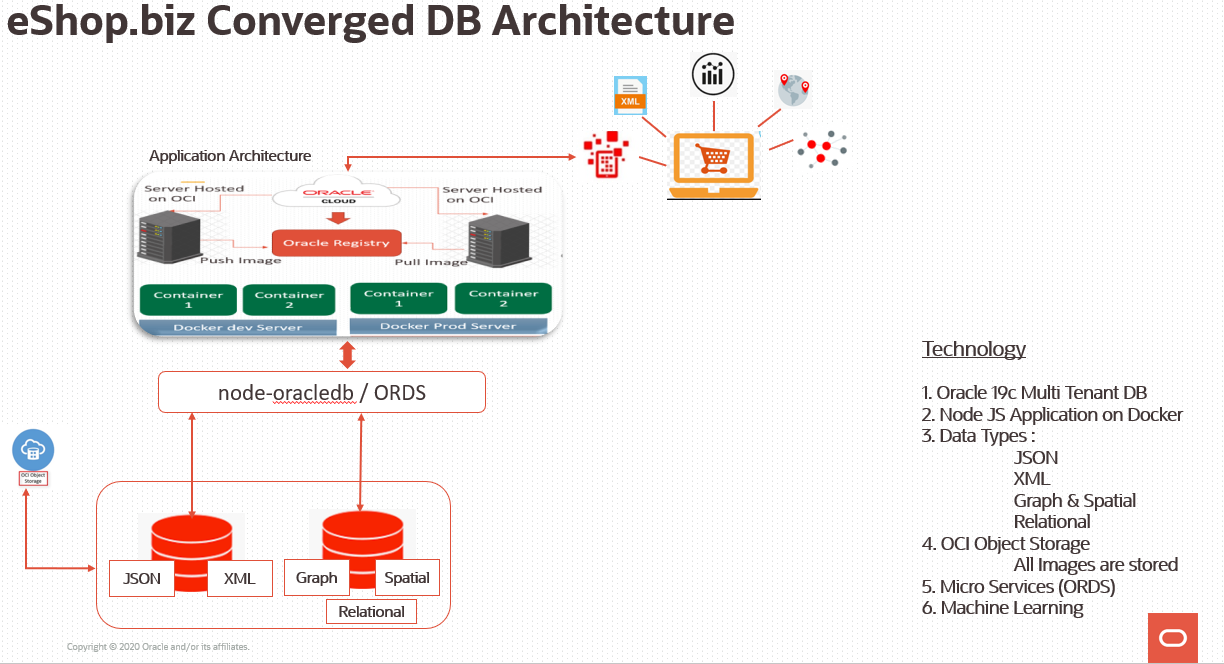 eShop.biz Converged DB Architecture
XML
Application Architecture
Server Hosted
on OCI
ORACLE
CLOUD
Server Hosted
on OCI
Oracle Registry
Push Image
Pull Image
Container
1
Container
2
Container
1
Container
2
Docker dev Server
Docker Prod Server
node-oracledb / ORDS
OCI Object
Storage
JSON
XML
Graph
Spatial
Relational
Technology
1. Oracle 19c Multi Tenant DB
2. Node JS Application on Docker
3. Data Types :
JSON
XML
Graph & Spatial
Relational
4. OCI Object Storage
All Images are stored
5. Micro Services (ORDS)
6. Machine Learning
Copyright © 2020 Oracle and/or its affiliates.